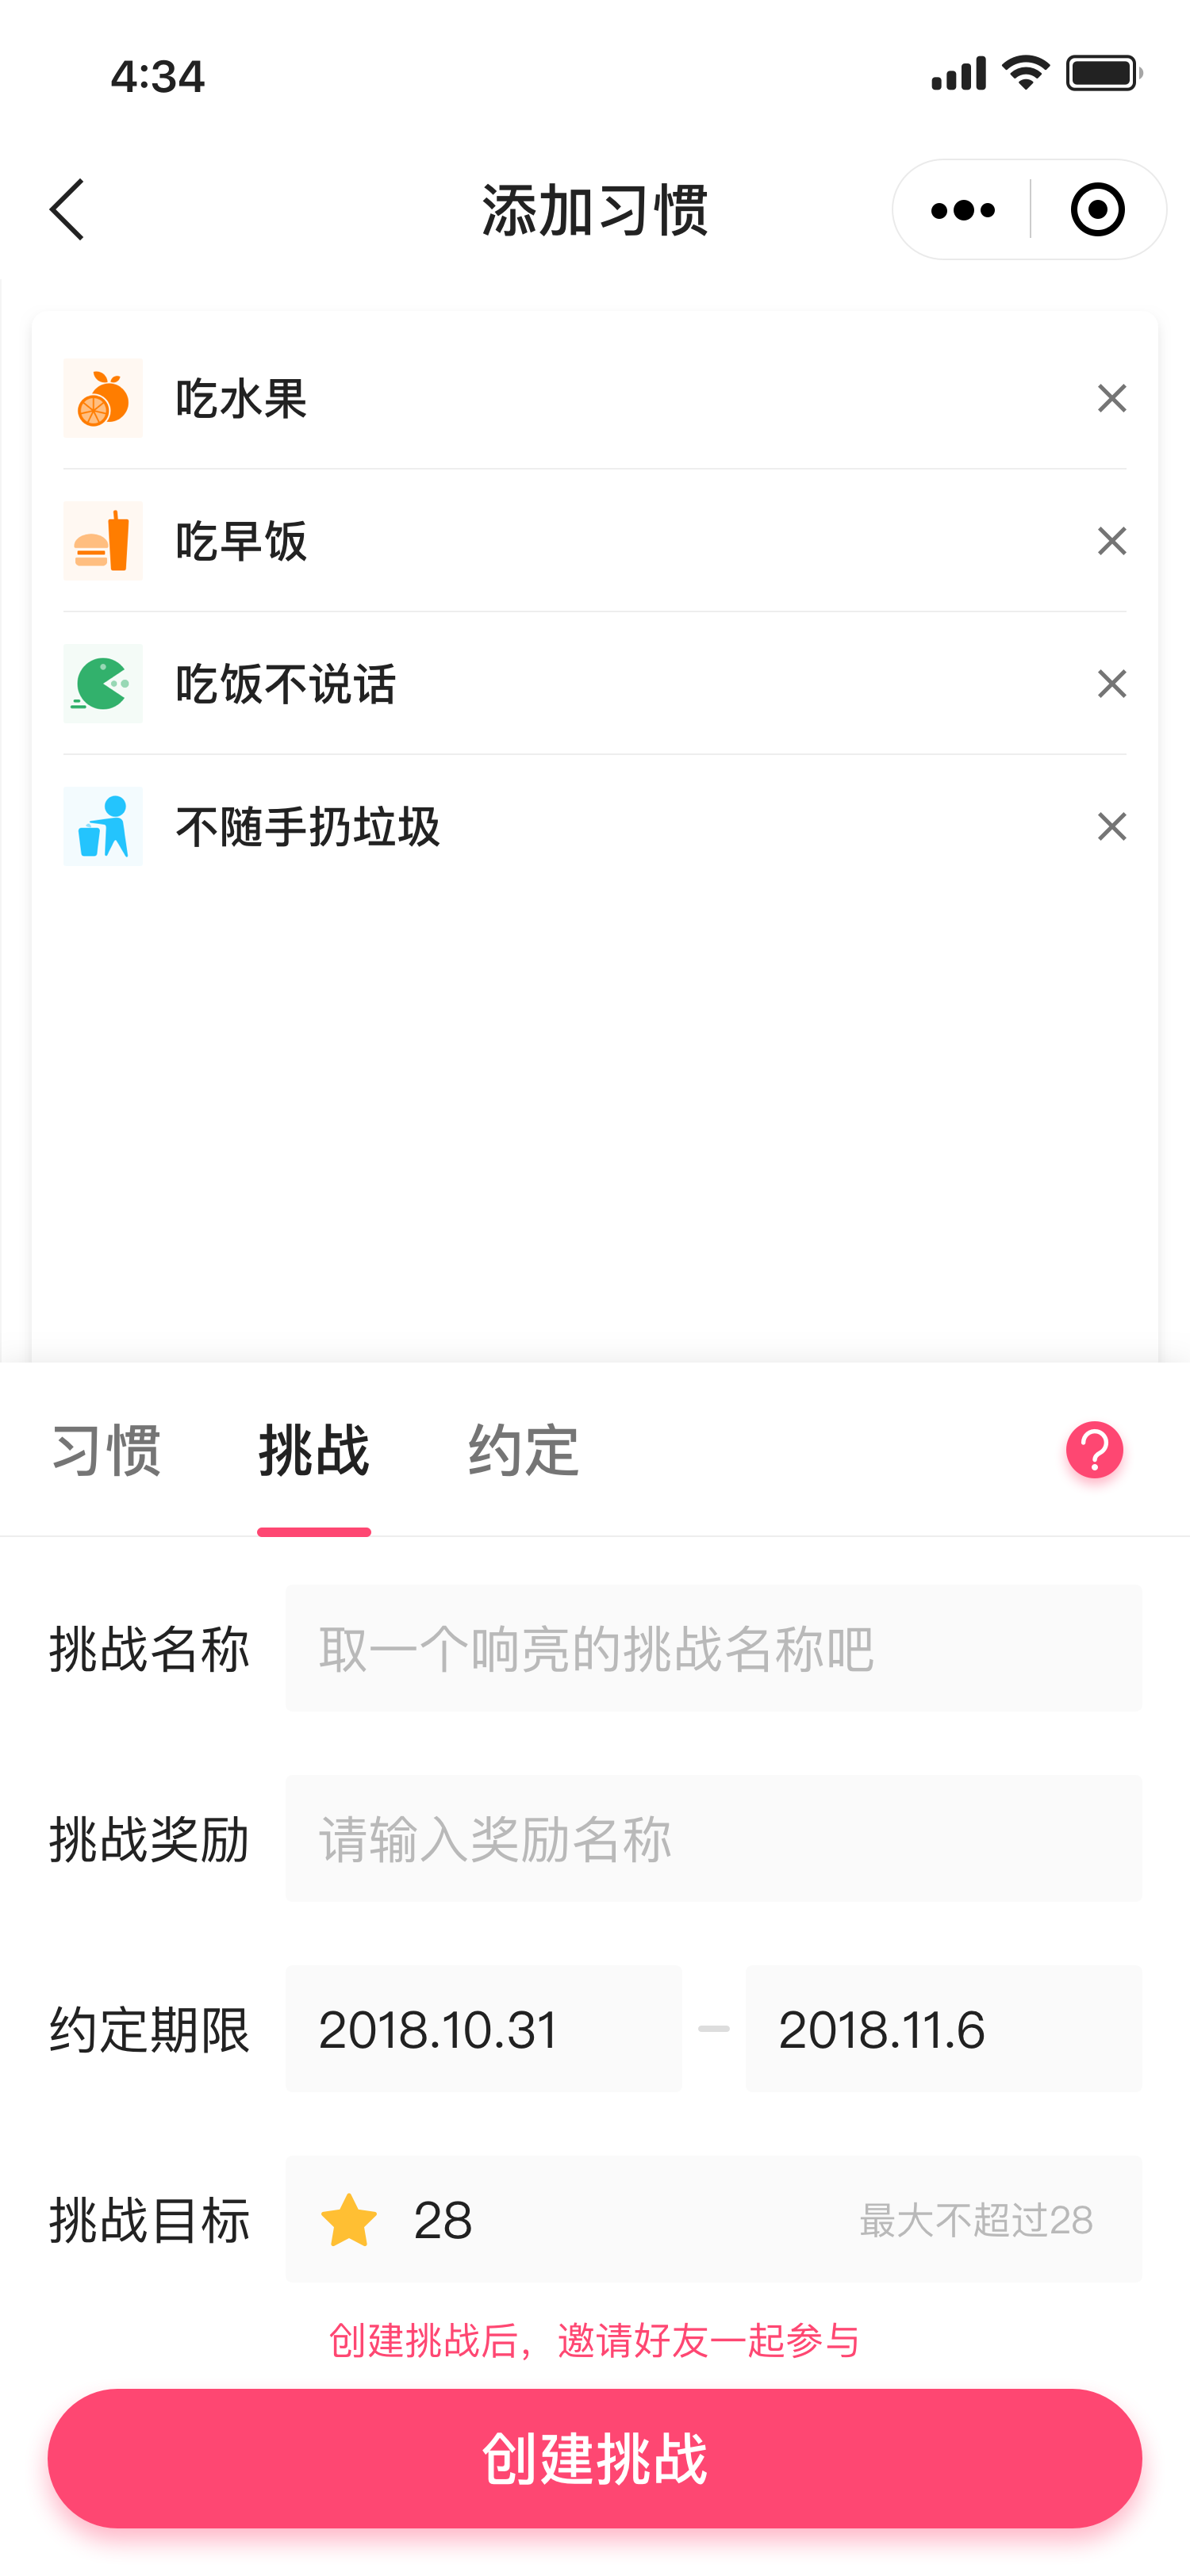 4:34
添加习惯
吃水果
吃早饭
吃饭不说话
不随手扔垃圾
习惯 挑战 约定 ?
挑战名称 取一个响亮的挑战名称吧
挑战奖励 请输入奖励名称
约定期限 2018.10.31 – 2018.11.6
挑战目标 28 最大不超过28
创建挑战后，邀请好友一起参与
创建挑战